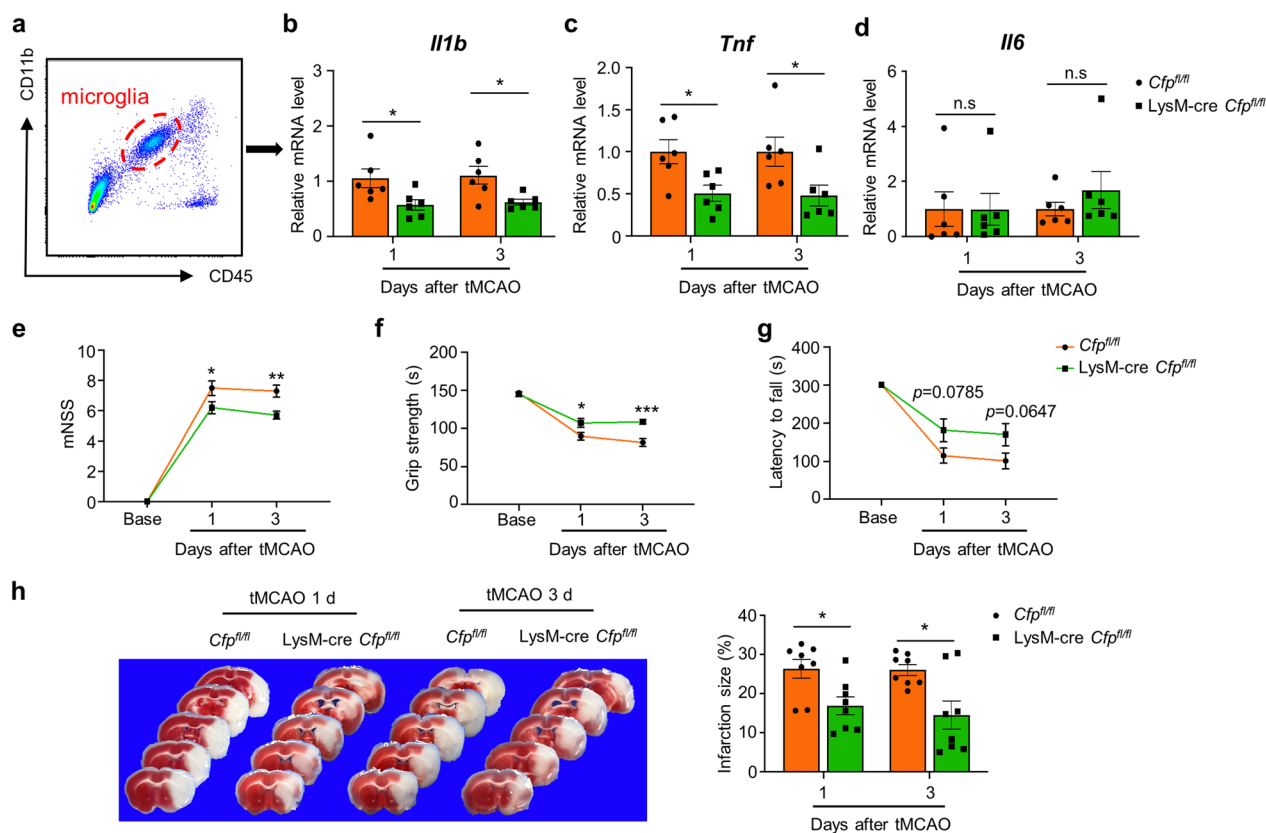 a
CD11b
microglia
CD45
b
Il1b
Relative mRNA level
3
2
1
0
*
*
1
3
Days after tMCAO
c
Tnf
Relative mRNA level
2.0
1.5
1.0
0.5
0.0
*
*
1
3
Days after tMCAO
d
Il6
Relative mRNA level
6
4
2
0
n.s
n.s
1
3
Days after tMCAO
Cfpfl/fl
LysM-cre Cfpfl/fl
e
mNSS
10
8
6
4
2
0
*
**
Base
1
3
Days after tMCAO
f
Grip strength (s)
200
150
100
50
0
*
***
Base
1
3
Days after tMCAO
g
Latency to fall (s)
400
300
200
100
0
p=0.0785
p=0.0647
Base
1
3
Days after tMCAO
Cfpfl/fl
LysM-cre Cfpfl/fl
h
tMCAO 1 d
tMCAO 3 d
Cfpfl/fl
LysM-cre Cfpfl/fl
Cfpfl/fl
LysM-cre Cfpfl/fl
Infarction size (%)
40
30
20
10
0
*
*
1
3
Days after tMCAO
Cfpfl/fl
LysM-cre Cfpfl/fl